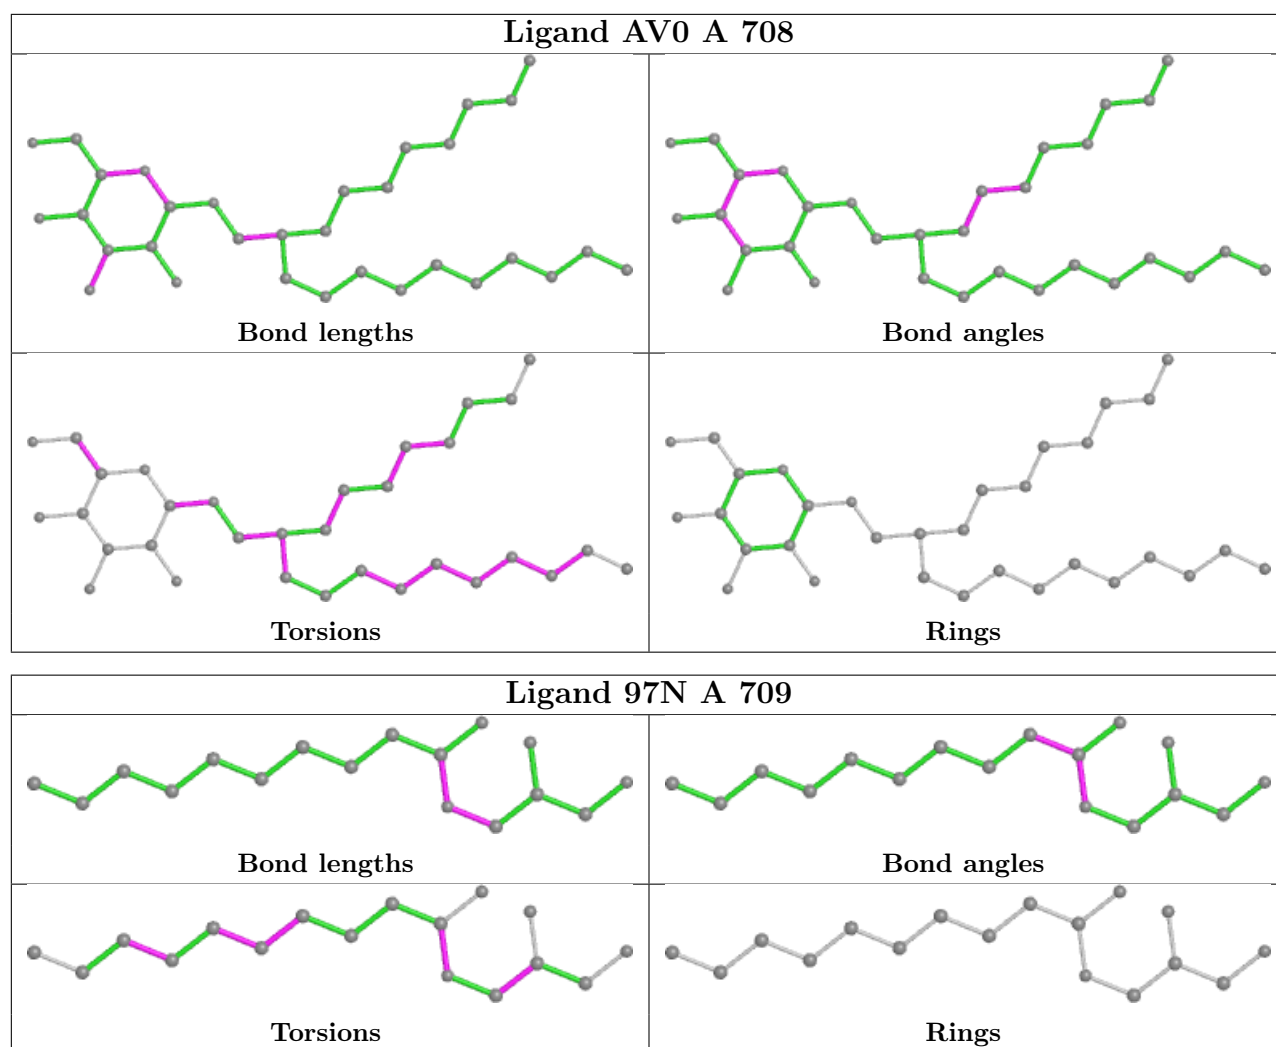 Ligand AV0 A 708
Bond lengths
Bond angles
Torsions
Rings
Ligand 97N A 709
Bond lengths
Bond angles
Torsions
Rings